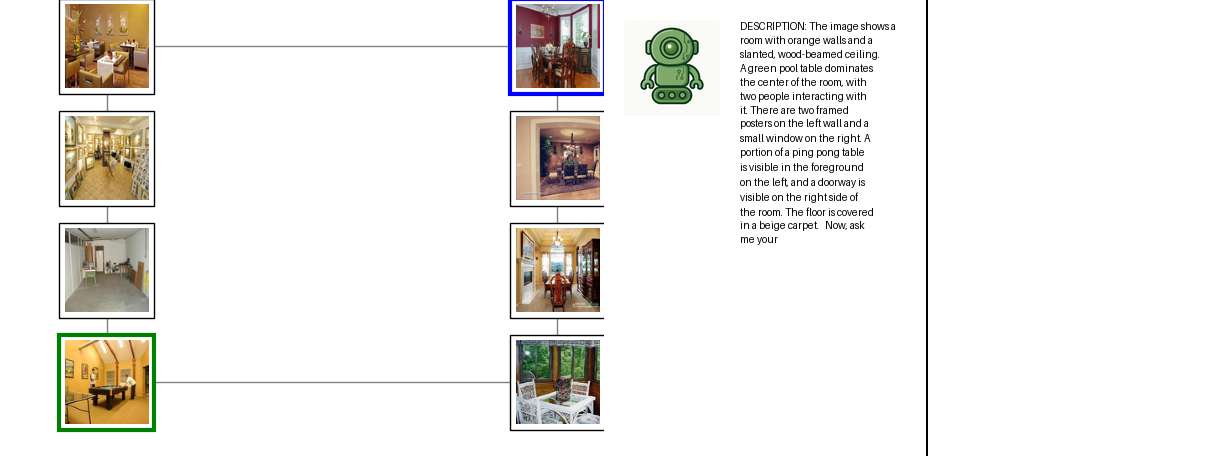 DESCRIPTION: The image shows a
room with orange walls and a
slanted, wood-beamed ceiling.
A green pool table dominates
the center of the room, with
two people interacting with
it. There are two framed
posters on the left wall and a
small window on the right. A
portion of a ping pong table
is visible in the foreground
on the left, and a doorway is
visible on the right side of
the room. The floor is covered
in a beige carpet. Now, ask
me your